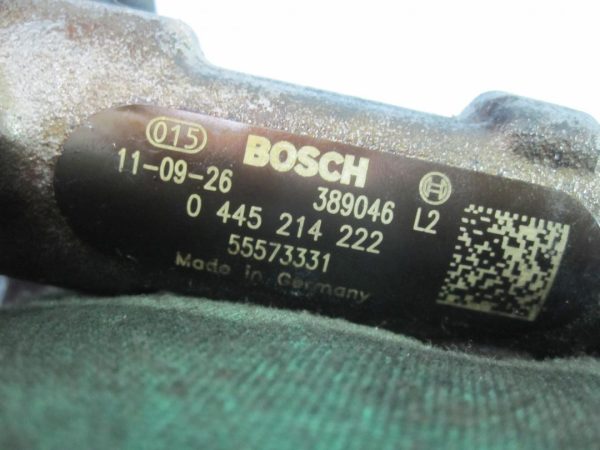 015 BOSCH
11-09-26 389046 L2
0 445 214 222
55573331
Made in Germany